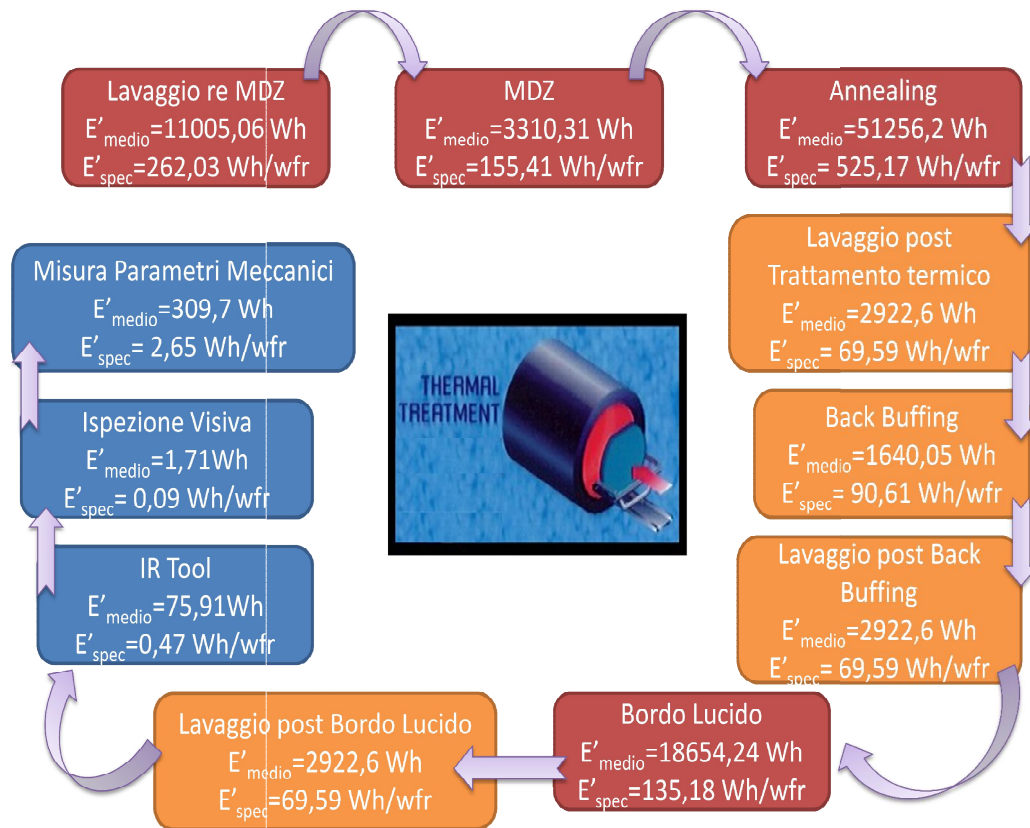 Lavaggio re MDZ
E'medio=11005,06 Wh
E'spec=262,03 Wh/wfr
MDZ
E'medio=3310,31 Wh
E'spec=155,41 Wh/wfr
Annealing
E'medio=51256,2 Wh
E'spec= 525,17 Wh/wfr
Lavaggio post
Trattamento termico
E'medio=2922,6 Wh
E'spec= 69,59 Wh/wfr
Back Buffing
E'medio=1640,05 Wh
E'spec= 90,61 Wh/wfr
Lavaggio post Back
Buffing
E'medio=2922,6 Wh
E'spec= 69,59 Wh/wfr
Bordo Lucido
E'medio=18654,24 Wh
E'spec=135,18 Wh/wfr
Lavaggio post Bordo Lucido
E'medio=2922,6 Wh
E'spec=69,59 Wh/wfr
IR Tool
E'medio=75,91Wh
E'spec=0,47 Wh/wfr
Ispezione Visiva
E'medio=1,71Wh
E'spec= 0,09 Wh/wfr
Misura Parametri Meccanici
E'medio=309,7 Wh
E'spec= 2,65 Wh/wfr
THERMAL
TREATMENT